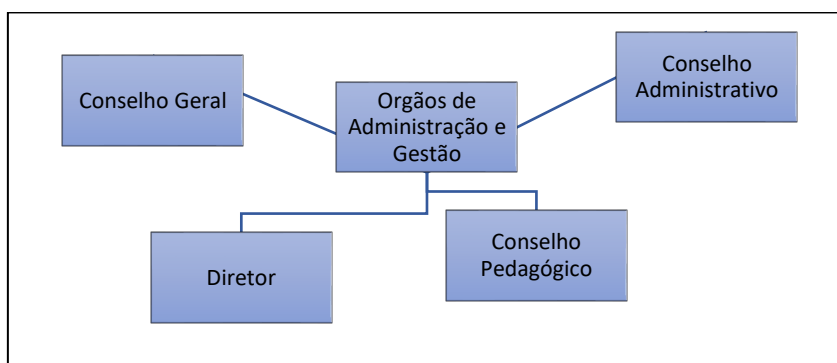 Conselho Geral
Orgãos de
Administração e
Gestão
Conselho
Administrativo
Diretor
Conselho
Pedagógico